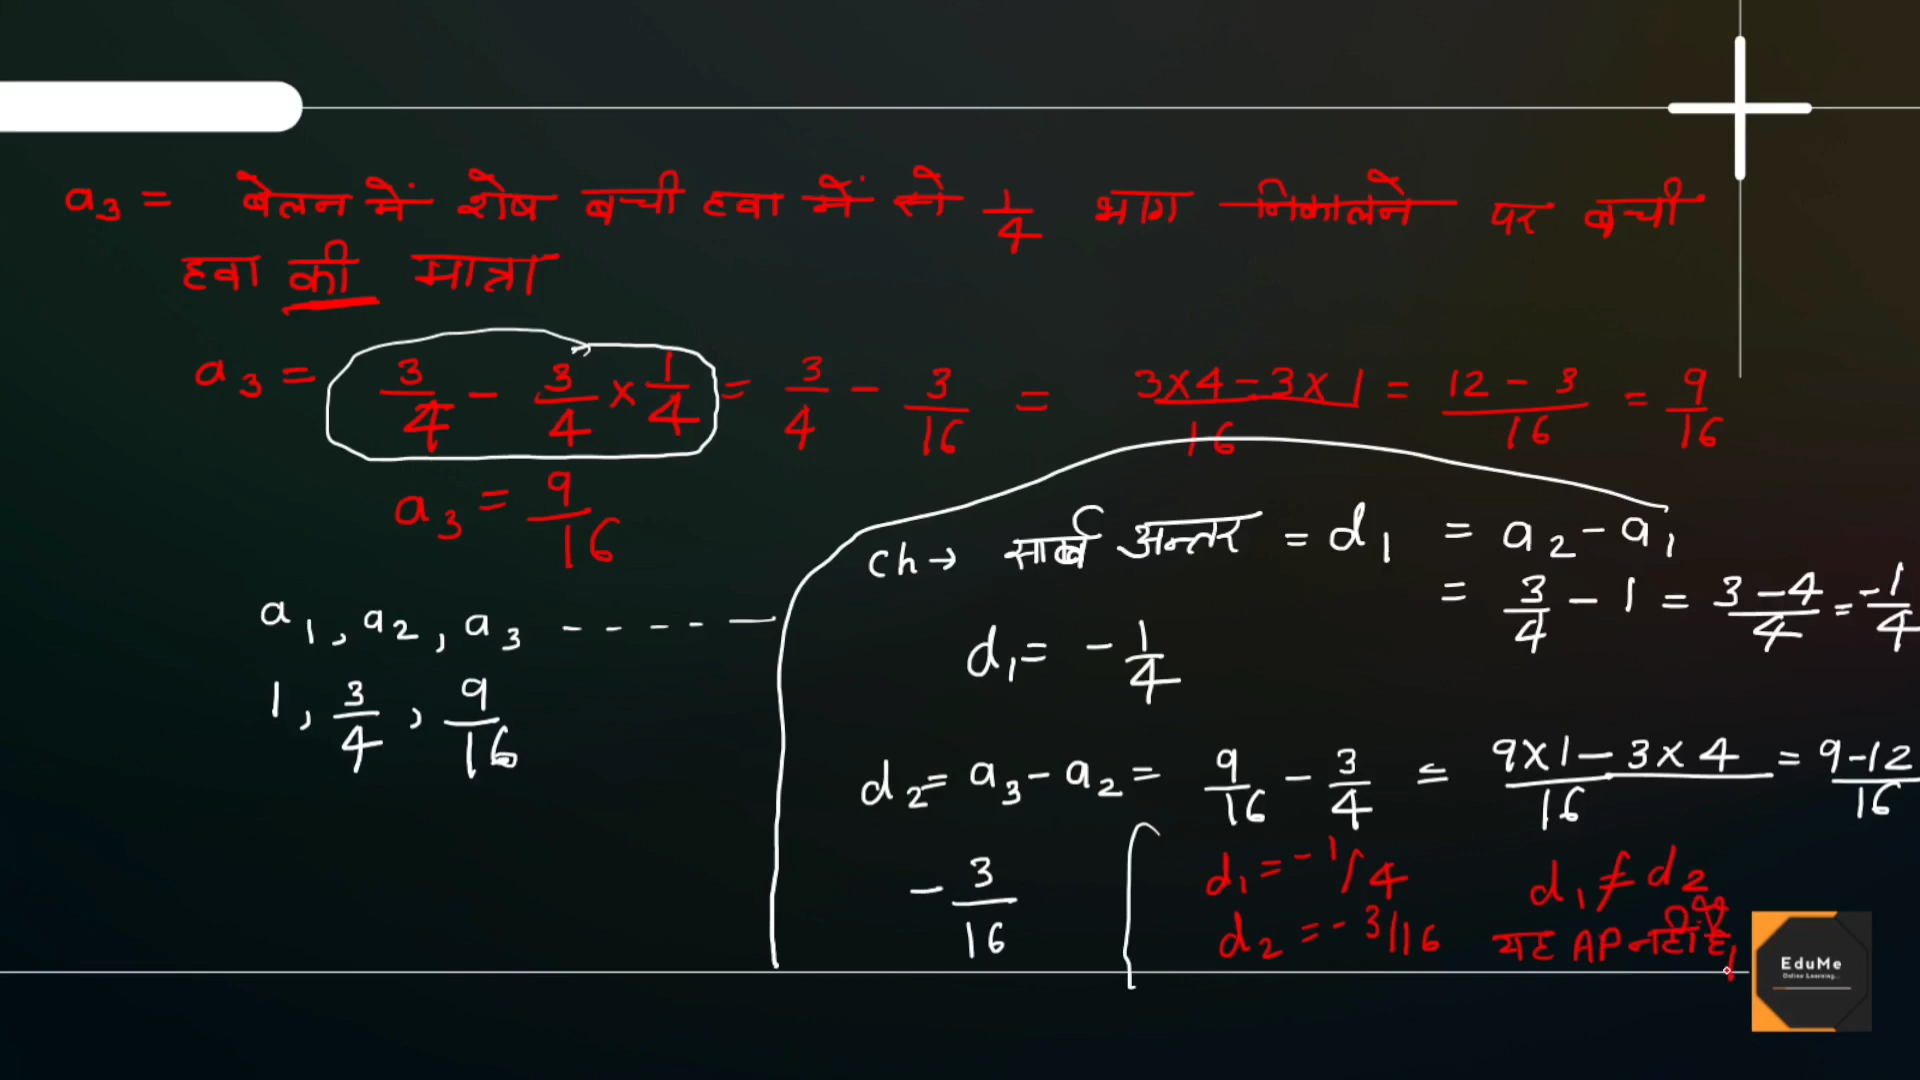 a3 = बेलन में शेष बची हवा में से 1/4 भाग निकालने पर बची
हवा की मात्रा
a3 = 3/4 - 3/4 × 1/4 = 3/4 - 3/16 = 3×4-3×1/16 = 12-3/16 = 9/16
a3 = 9/16
a1, a2, a3 -----
1, 3/4, 9/16
Ch → सार्व अन्तर = d1 = a2 - a1
= 3/4 - 1 = 3-4/4 = -1/4
d1 = -1/4
d2 = a3 - a2 = 9/16 - 3/4 = 9×1-3×4/16 = 9-12/16
-3/16
d1 = -1/4 d1 ≠ d2
d2 = -3/16 यह AP नहीं है।
EduMe
Online Learning...